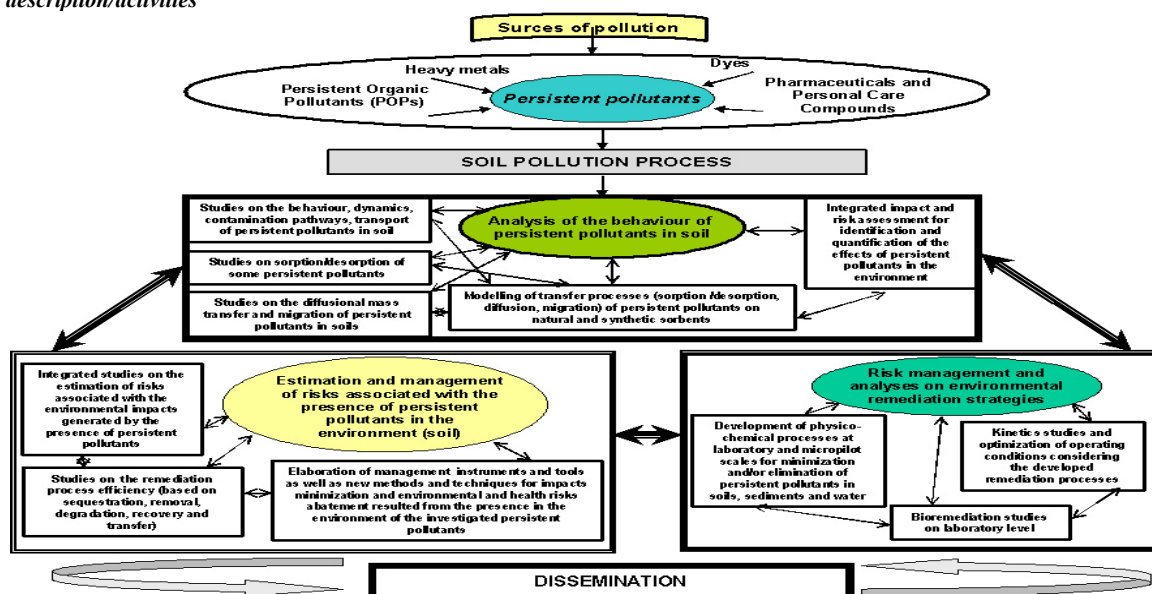 description/activities
Surces of pollution
Heavy metals
Dyes
Persistent Organic
Pollutants (POPs)
Persistent pollutants
Pharmaceuticals and
Personal Care
Compounds
SOIL POLLUTION PROCESS
Studies on the behaviour, dynamics,
contamination pathways, transport
of persistent pollutants in soil
Analysis of the behaviour of
persistent pollutants in soil
Integrated impact and
risk assessment for
identification and
quantification of the
effects of persistent
pollutants in the
environment
Studies on sorption/desorption of
some persistent pollutants
Studies on the diffusional mass
transfer and migration of persistent
pollutants in soils
Modelling of transfer processes (sorption /desorption,
diffusion, migration) of persistent pollutants on
natural and synthetic sorbents
Integrated studies on the
estimation of risks
associated with the
environmental impacts
generated by the
presence of persistent
pollutants
Estimation and management
of risks associated with the
presence of persistent
pollutants in the
environment (soil)
Studies on the remediation
process efficiency (based on
sequestration, removal,
degradation, recovery and
transfer)
Elaboration of management instruments and tools
as well as new methods and techniques for impacts
minimization and environmental and health risks
abatement resulted from the presence in the
environment of the investigated persistent
pollutants
Risk management and
analyses on environmental
remediation strategies
Development of physico-
chemical processes at
laboratory and micropilot
scales for minimization
and/or elimination of
persistent pollutants in
soils, sediments and water
Kinetics studies and
optimization of operating
conditions considering
the developed
remediation processes
Bioremediation studies
on laboratory level
DISSEMINATION